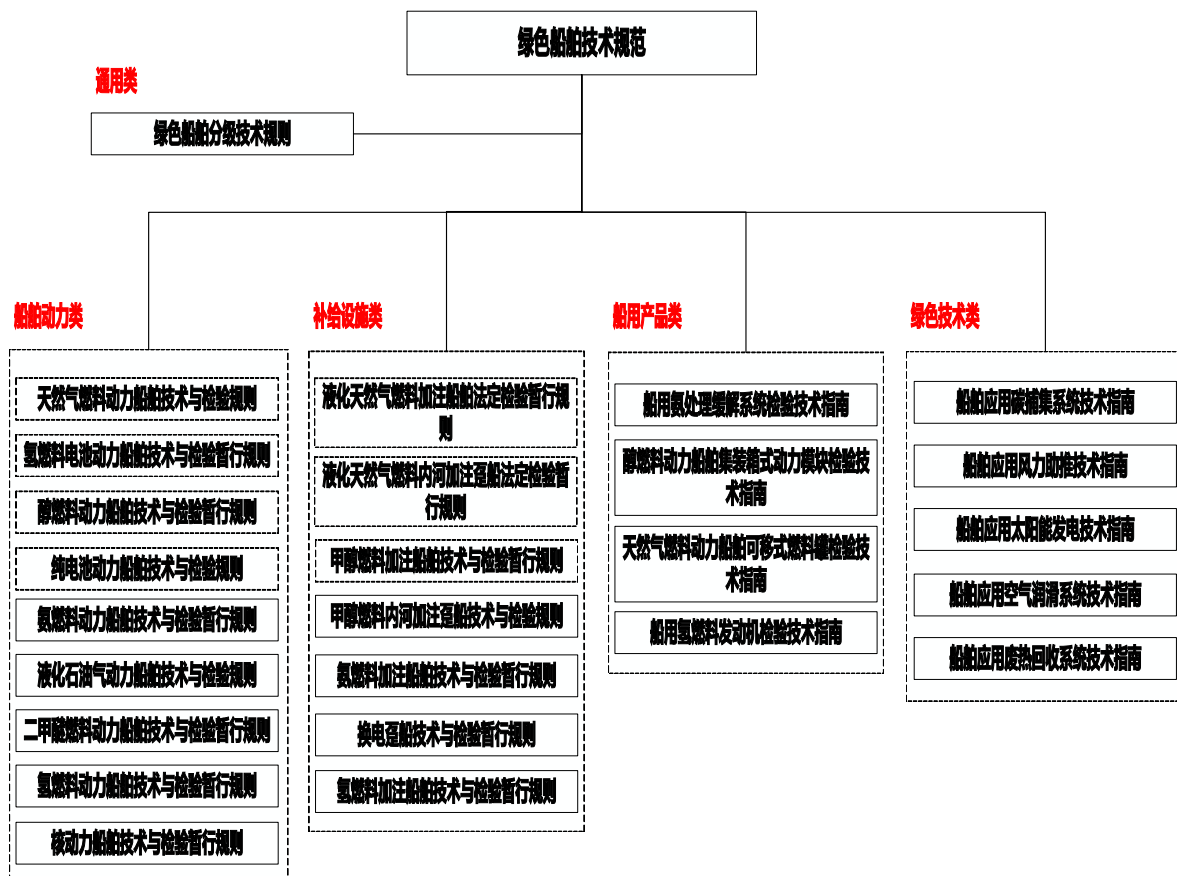 绿色船舶技术规范
通用类
绿色船舶分级技术规则
船舶动力类
天然气燃料动力船舶技术与检验规则
氢燃料电池动力船舶技术与检验暂行规则
醇燃料动力船舶技术与检验暂行规则
纯电池动力船舶技术与检验规则
氨燃料动力船舶技术与检验暂行规则
液化石油气动力船舶技术与检验规则
二甲醚燃料动力船舶技术与检验暂行规则
氢燃料动力船舶技术与检验暂行规则
核动力船舶技术与检验暂行规则
补给设施类
液化天然气燃料加注船舶法定检验暂行规
则
液化天然气燃料内河加注趸船法定检验暂
行规则
甲醇燃料加注船舶技术与检验暂行规则
甲醇燃料内河加注趸船技术与检验规则
氨燃料加注船舶技术与检验暂行规则
换电趸船技术与检验暂行规则
氢燃料加注船舶技术与检验暂行规则
船用产品类
船用氨处理缓解系统检验技术指南
醇燃料动力船舶集装箱式动力模块检验技
术指南
天然气燃料动力船舶可移式燃料罐检验技
术指南
船用氢燃料发动机检验技术指南
绿色技术类
船舶应用碳捕集系统技术指南
船舶应用风力助推技术指南
船舶应用太阳能发电技术指南
船舶应用空气润滑系统技术指南
船舶应用废热回收系统技术指南